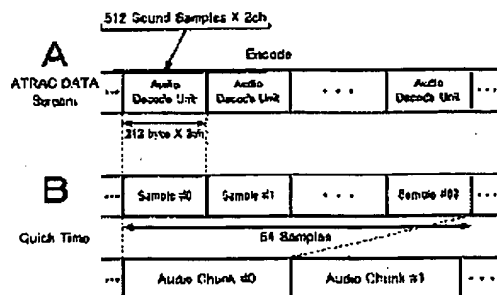 512 Sound Samples X 2ch
A
Encode
ATRAC DATA
Stream
... Audio Decode Unit Audio Decode Unit ... Audio Decode Unit ...
212 byte X 2ch
B
... Sample #0 Sample #1 ... Sample #63 ...
Quick Time
64 Samples
... Audio Chunk #0 Audio Chunk #1 ...